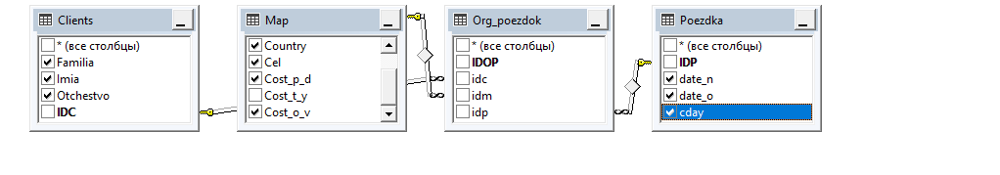 Clients
* (все столбцы)
Familia
Imia
Otchestvo
IDC
Map
Country
Cel
Cost_p_d
Cost_t_y
Cost_o_v
Org_poezdok
* (все столбцы)
IDOP
idc
idm
idp
Poezdka
* (все столбцы)
IDP
date_n
date_o
cday